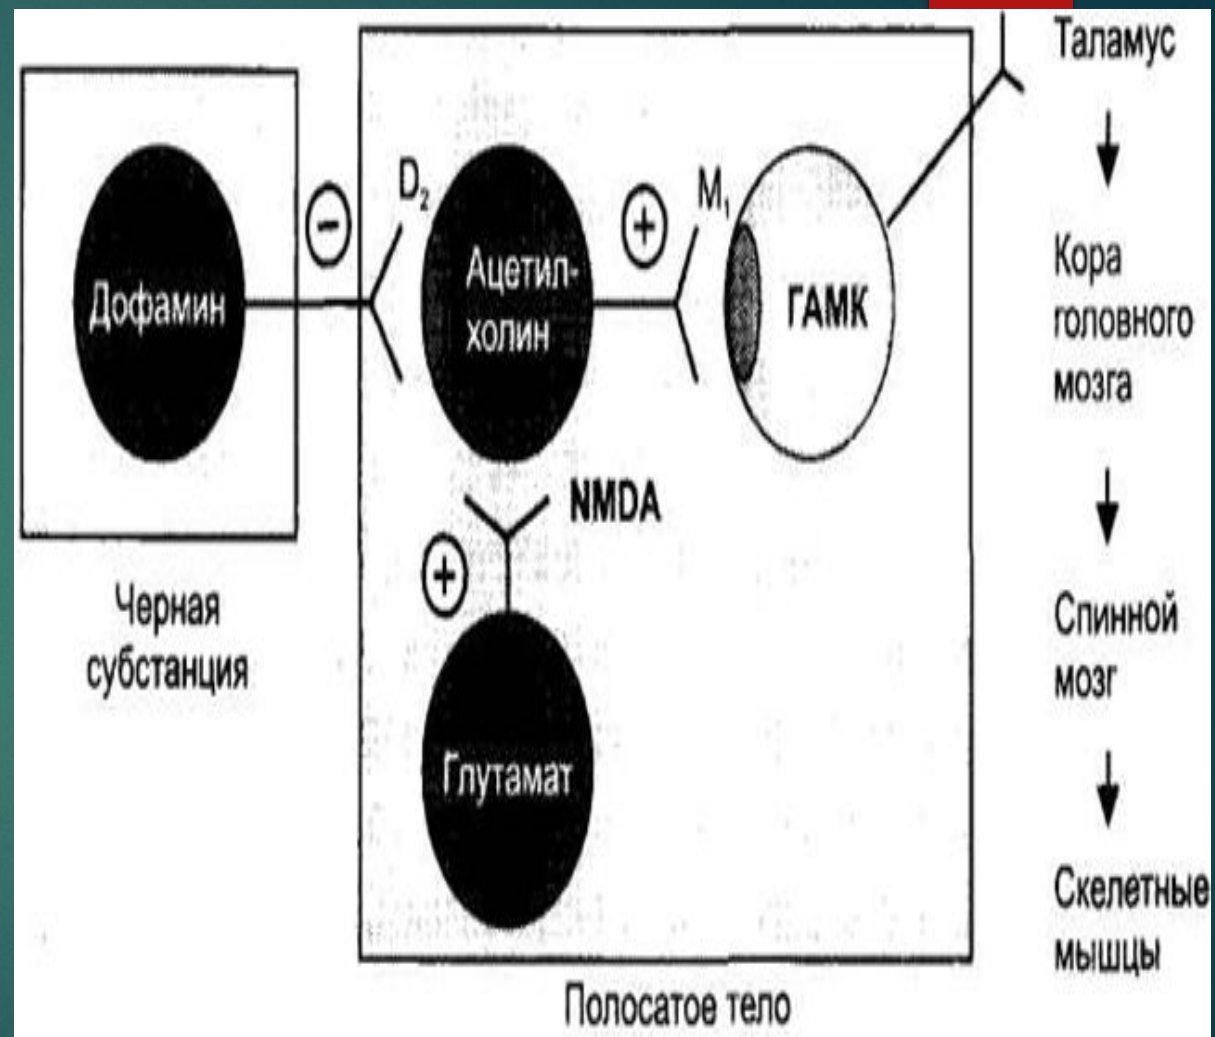 Таламус
D₂
M₁
Дофамин
Ацетил-
холин
ГАМК
Кора
головного
мозга
NMDA
Черная
субстанция
Глутамат
Спинной
мозг
Скелетные
мышцы
Полосатое тело